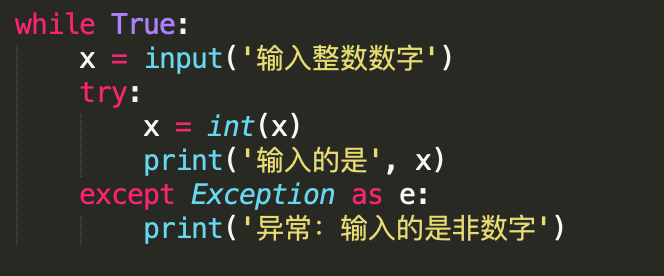 while True:
    x = input('输入整数数字')
    try:
        x = int(x)
        print('输入的是', x)
    except Exception as e:
        print('异常：输入的是非数字')